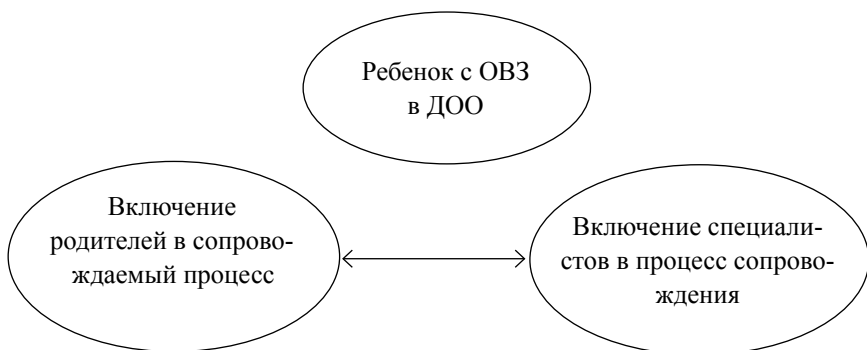 Ребенок с ОВЗ
в ДОО
Включение
родителей в сопрово-
ждаемый процесс
Включение специали-
стов в процесс сопрово-
ждения